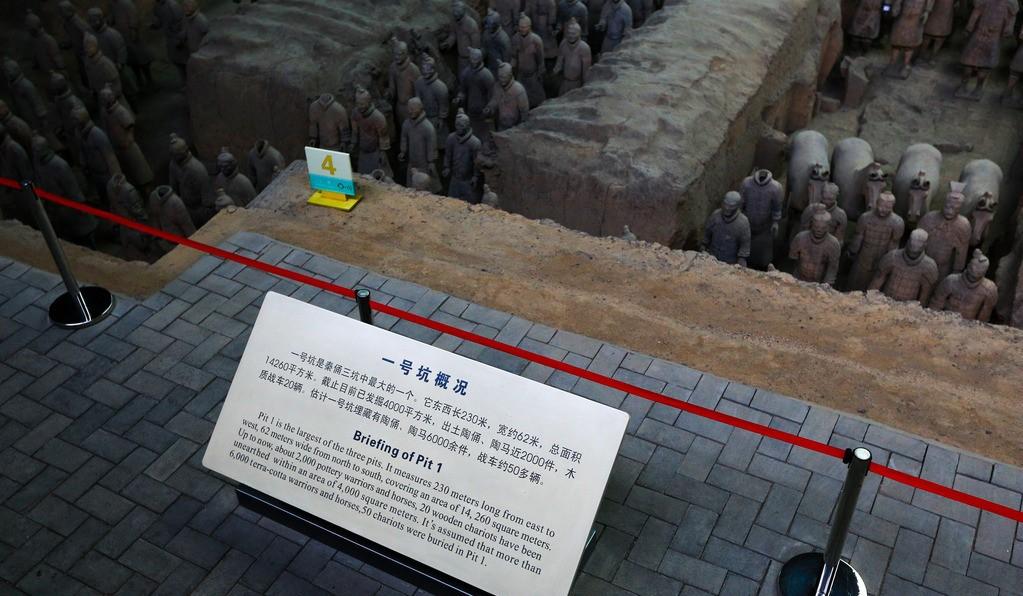 4
一号坑概况
一号坑是秦俑三坑中最大的一个。它东西长230米，宽约62米，总面积
14260平方米。截止目前已发掘4000平方米，出土陶俑、陶马近2000件，木
质战车20辆。估计一号坑埋藏有陶俑、陶马6000余件，战车约50多辆。
Briefing of Pit 1
Pit 1 is the largest of the three pits. It measures 230 meters long from east to
west, 62 meters wide from north to south, covering an area of 14, 260 square meters.
Up to now, about 2,000 pottery warriors and horses, 20 wooden chariots have been
unearthed within an area of 4,000 square meters. It's assumed that more than
6,000 terra-cotta warriors and horses,50 chariots were buried in Pit 1.